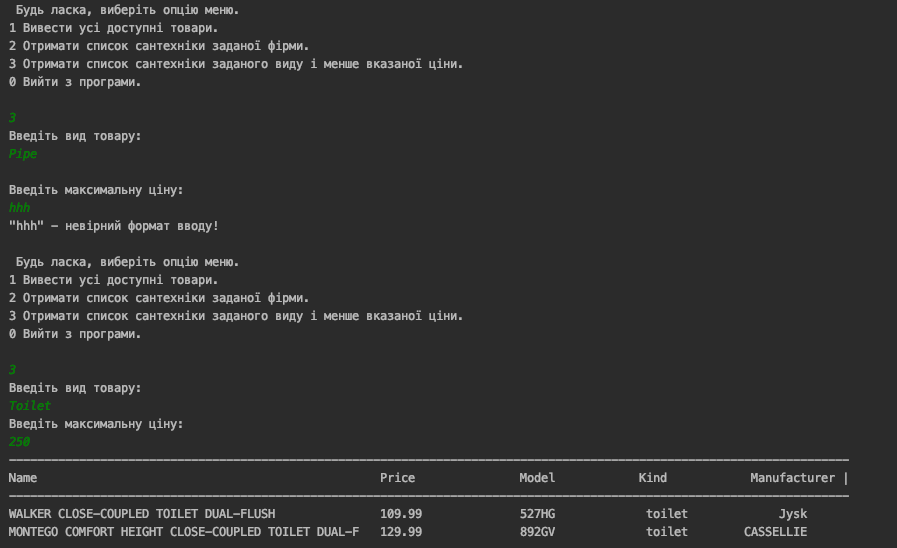 Будь ласка, виберіть опцію меню.
1 Вивести усі доступні товари.
2 Отримати список сантехніки заданої фірми.
3 Отримати список сантехніки заданого виду і менше вказаної ціни.
0 Вийти з програми.
3
Введіть вид товару:
Pipe
Введіть максимальну ціну:
hhh
"hhh" – невірний формат вводу!
Будь ласка, виберіть опцію меню.
1 Вивести усі доступні товари.
2 Отримати список сантехніки заданої фірми.
3 Отримати список сантехніки заданого виду і менше вказаної ціни.
0 Вийти з програми.
3
Введіть вид товару:
Toilet
Введіть максимальну ціну:
250
Name Price Model Kind Manufacturer |
WALKER CLOSE–COUPLED TOILET DUAL–FLUSH 109.99 527HG toilet Jysk
MONTEGO COMFORT HEIGHT CLOSE–COUPLED TOILET DUAL–F 129.99 892GV toilet CASSELLIE